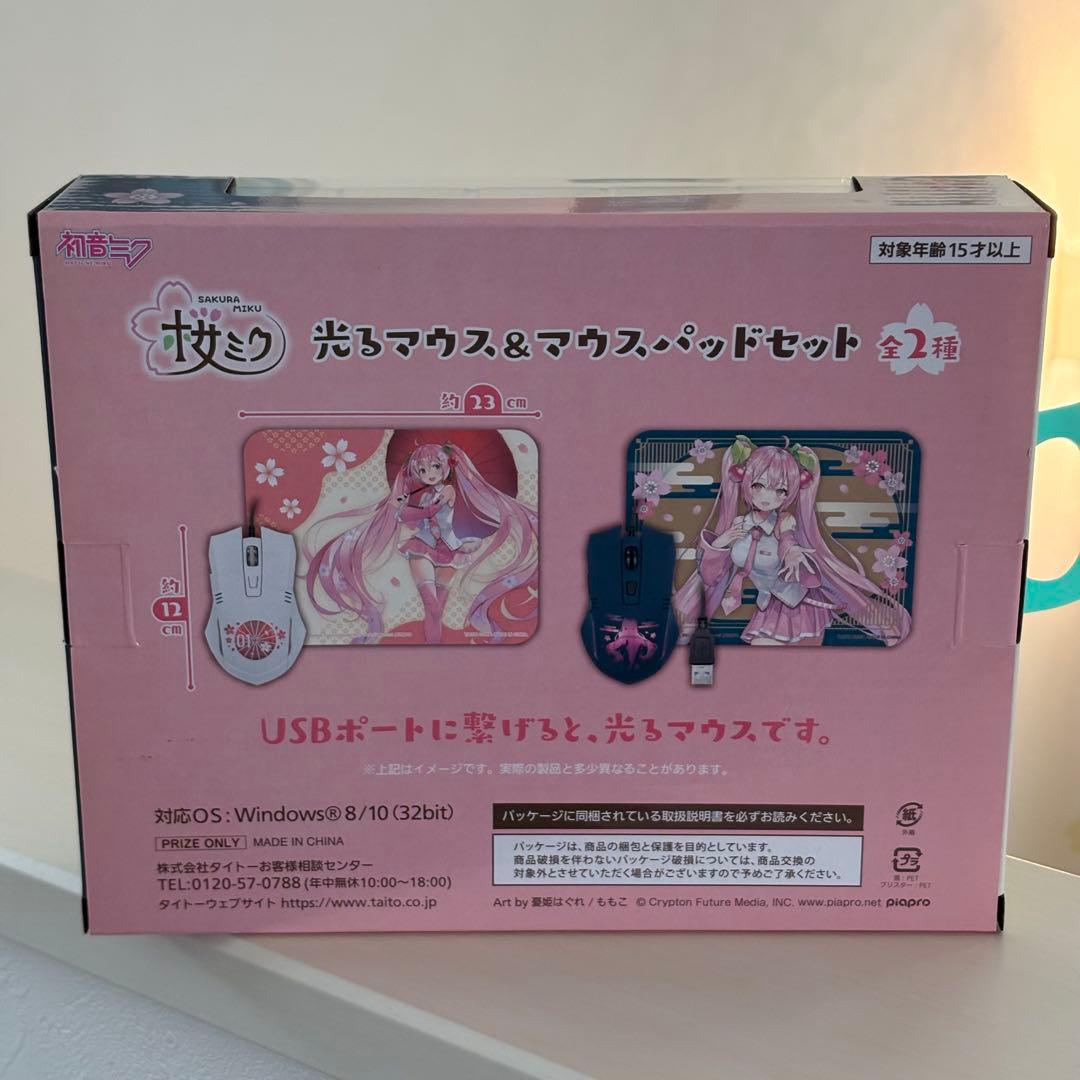 初音ミク
対象年齢15才以上
SAKURA
MIKU
桜ミク
光るマウス&マウスパッドセット 全2種
約23cm
約
12
cm
01
USBポートに繋げると、光るマウスです。
※上記はイメージです。実際の製品と多少異なることがあります。
対応OS:Windows®8/10(32bit)
PRIZE ONLY MADE IN CHINA
株式会社タイトーお客様相談センター
TEL:0120-57-0788(年中無休10:00〜18:00)
タイトーウェブサイト https://www.taito.co.jp
パッケージに同梱されている取扱説明書を必ずお読みください。
パッケージは、商品の梱包と保護を目的としています。
商品破損を伴わないパッケージ破損については、商品交換の
対象外とさせていただく場合がございますので予めご了承ください。
Art by 憂姫はぐれ / ももこ © Crypton Future Media, INC. www.piapro.net piapro
紙
外箱
プラ
窓:PET
ブリスター:PET